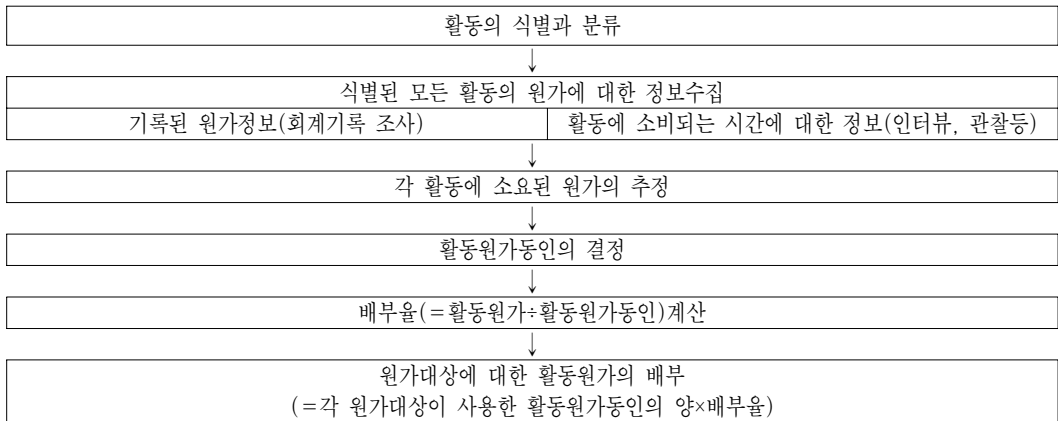 활동의 식별과 분류
↓
식별된 모든 활동의 원가에 대한 정보수집
기록된 원가정보(회계기록 조사) 활동에 소비되는 시간에 대한 정보(인터뷰, 관찰등)
↓
각 활동에 소요된 원가의 추정
↓
활동원가동인의 결정
↓
배부율(=활동원가÷활동원가동인)계산
↓
원가대상에 대한 활동원가의 배부
(=각 원가대상이 사용한 활동원가동인의 양×배부율)